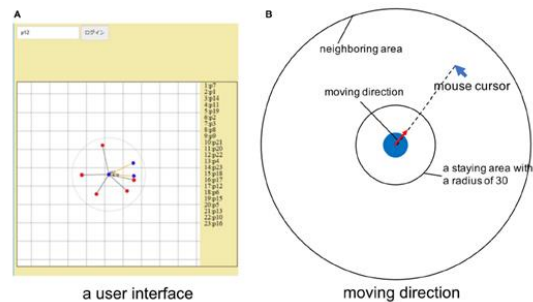 A
p12
ログイン
1 p7
2 p1
3 p14
4 p11
5 p19
6 p2
7 p3
8 p8
9 p9
10 p21
11 p20
12 p22
13 p4
14 p23
15 p18
16 p17
17 p12
18 p6
19 p15
20 p5
21 p13
22 p10
23 p16
a user interface
B
neighboring area
mouse cursor
moving direction
a staying area with
a radius of 30
moving direction